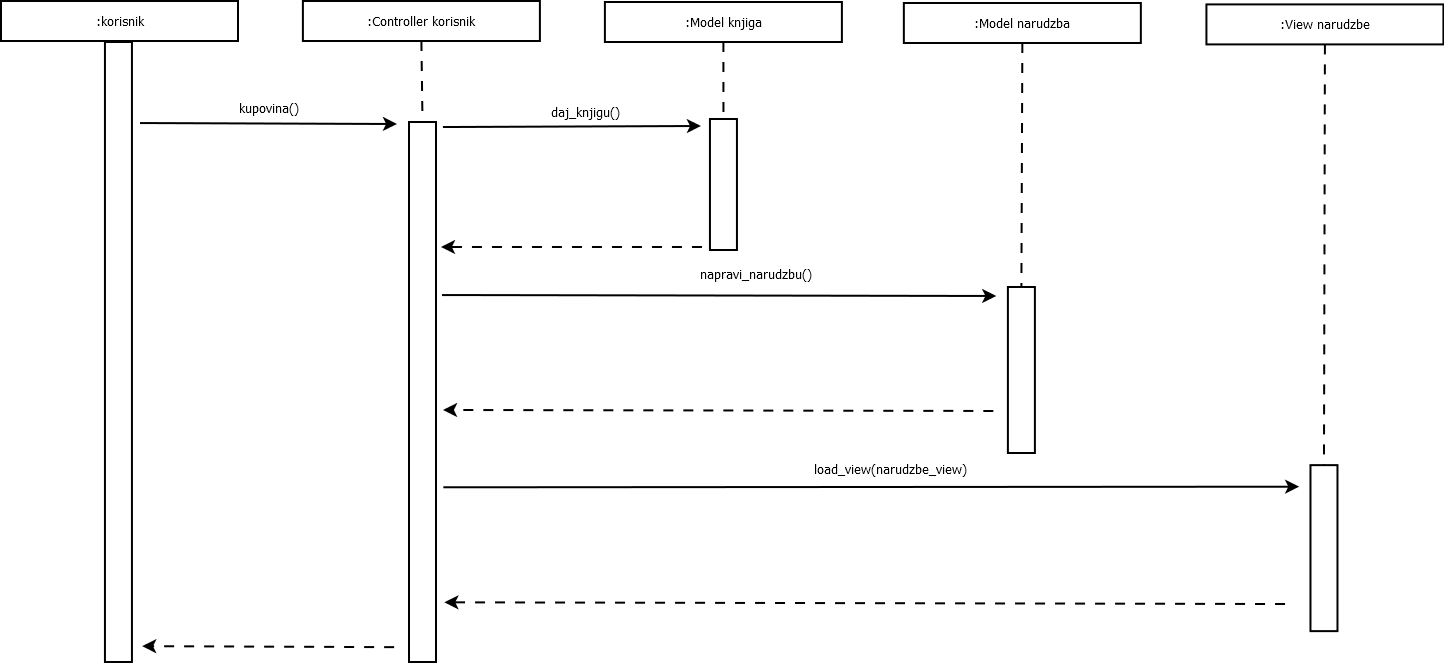 :korisnik
:Controller korisnik
:Model knjiga
:Model narudzba
:View narudzbe
kupovina()
daj_knjigu()
napravi_narudzbu()
load_view(narudzbe_view)